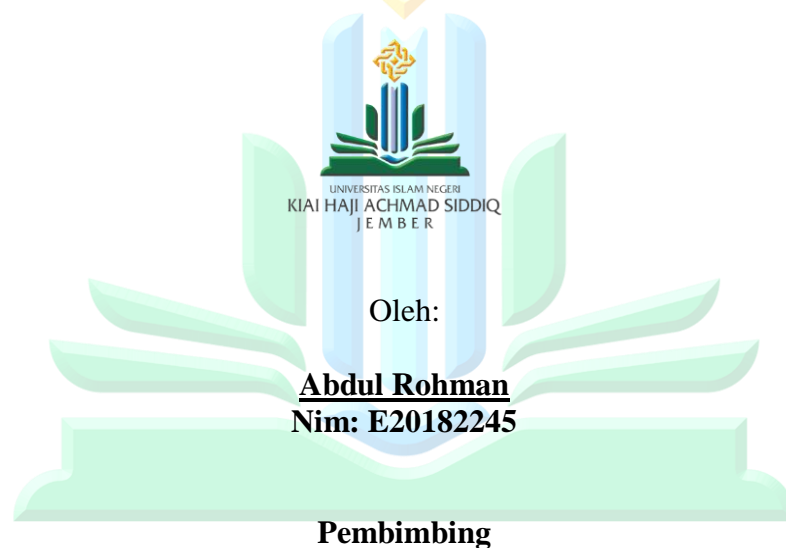 UNIVERSITAS ISLAM NEGERI
KIAI HAJI ACHMAD SIDDIQ
JEMBER
Oleh:
Abdul Rohman
Nim: E20182245
Pembimbing